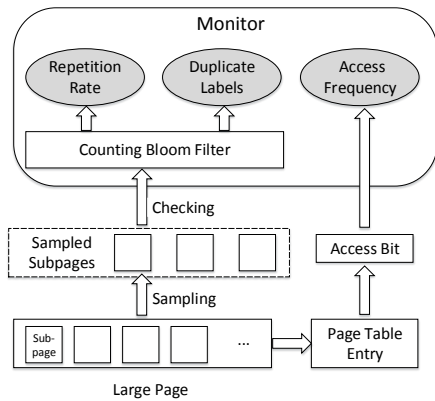 Monitor
Repetition
Rate
Duplicate
Labels
Access
Frequency
Counting Bloom Filter
Checking
Sampled
Subpages
Access Bit
Sampling
Sub-
page
...
Page Table
Entry
Large Page